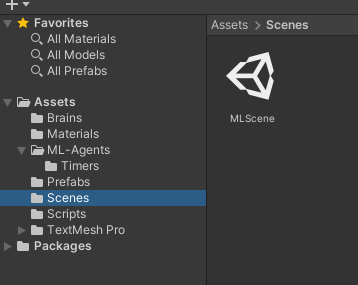 Favorites
All Materials
All Models
All Prefabs
Assets
Brains
Materials
ML-Agents
Timers
Prefabs
Scenes
Scripts
TextMesh Pro
Packages
Assets > Scenes
MLScene